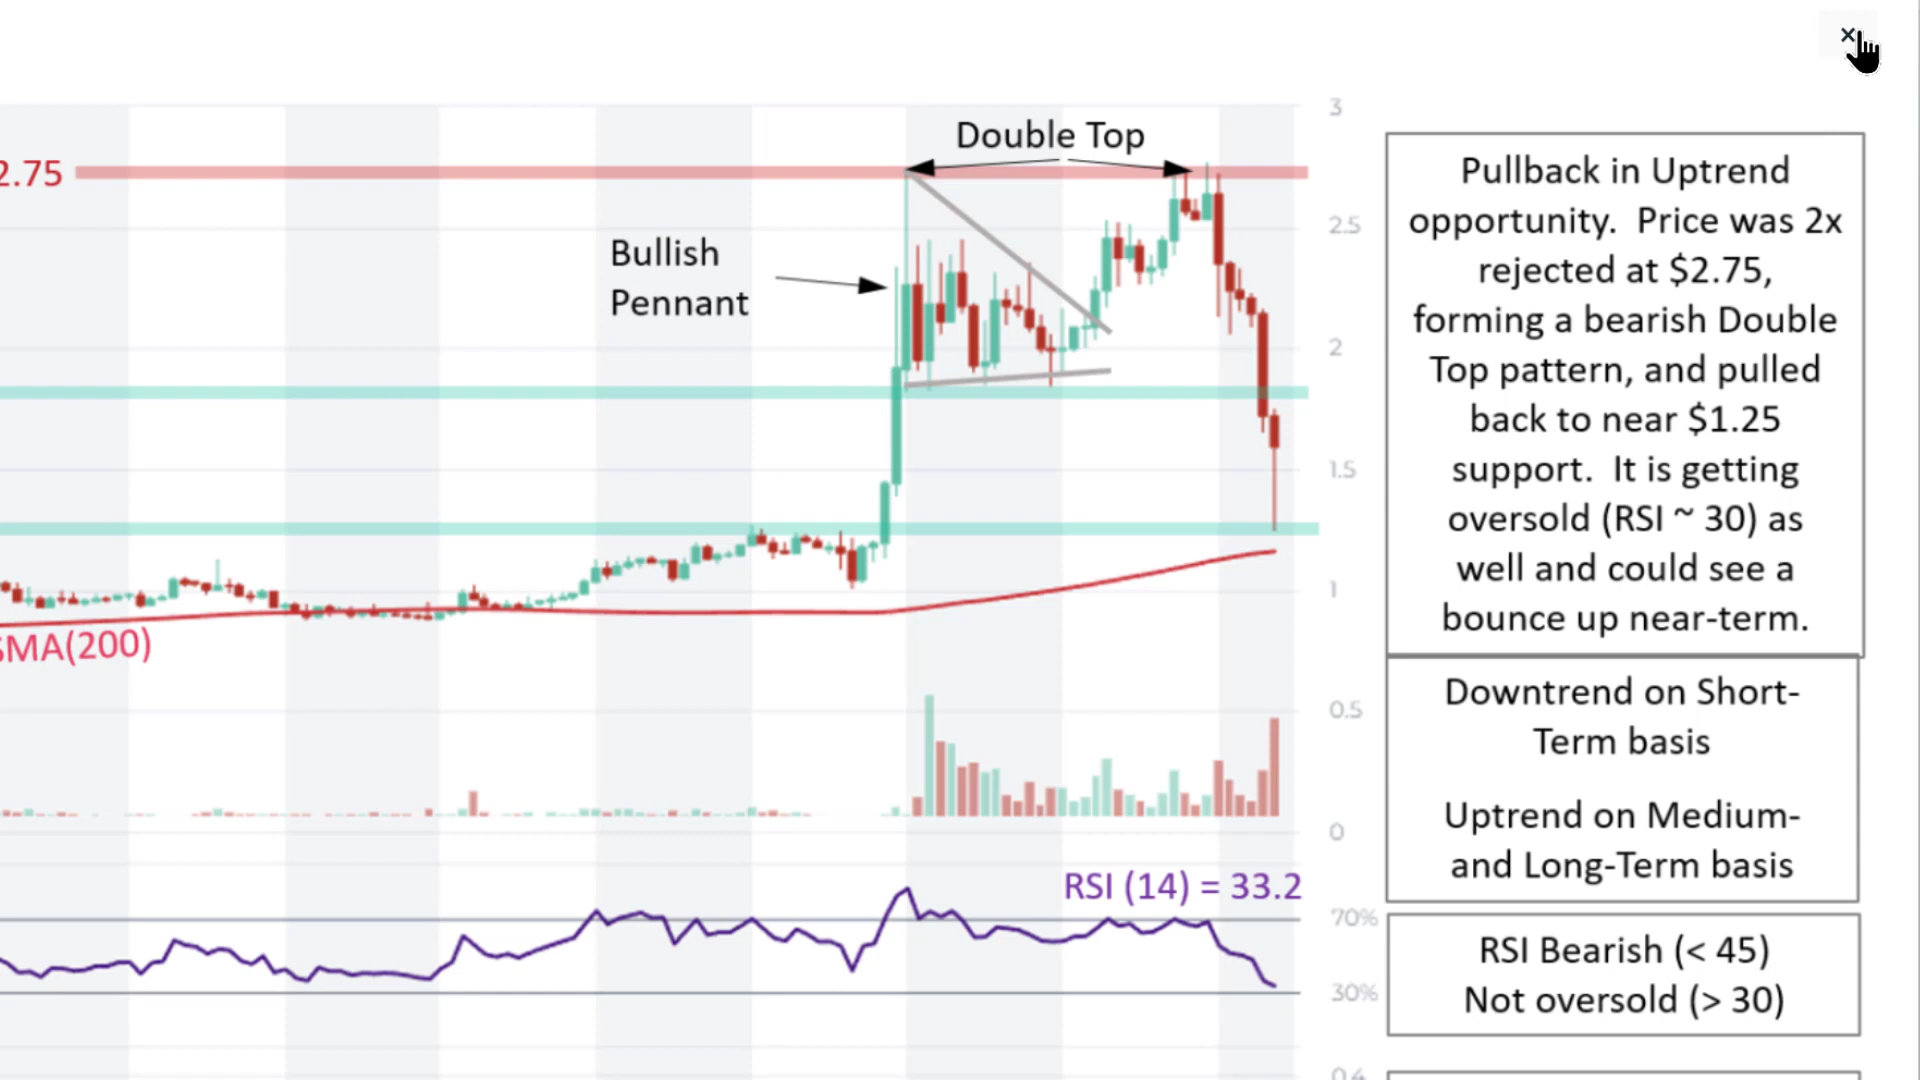 ×
3
Double Top
2.75
Bullish
Pennant
2.5
2
1.5
1
SMA(200)
0.5
0
RSI (14) = 33.2
70%
30%
0.4
Pullback in Uptrend
opportunity.  Price was 2x
rejected at $2.75,
forming a bearish Double
Top pattern, and pulled
back to near $1.25
support.  It is getting
oversold (RSI ~ 30) as
well and could see a
bounce up near-term.
Downtrend on Short-
Term basis
Uptrend on Medium-
and Long-Term basis
RSI Bearish (< 45)
Not oversold (> 30)